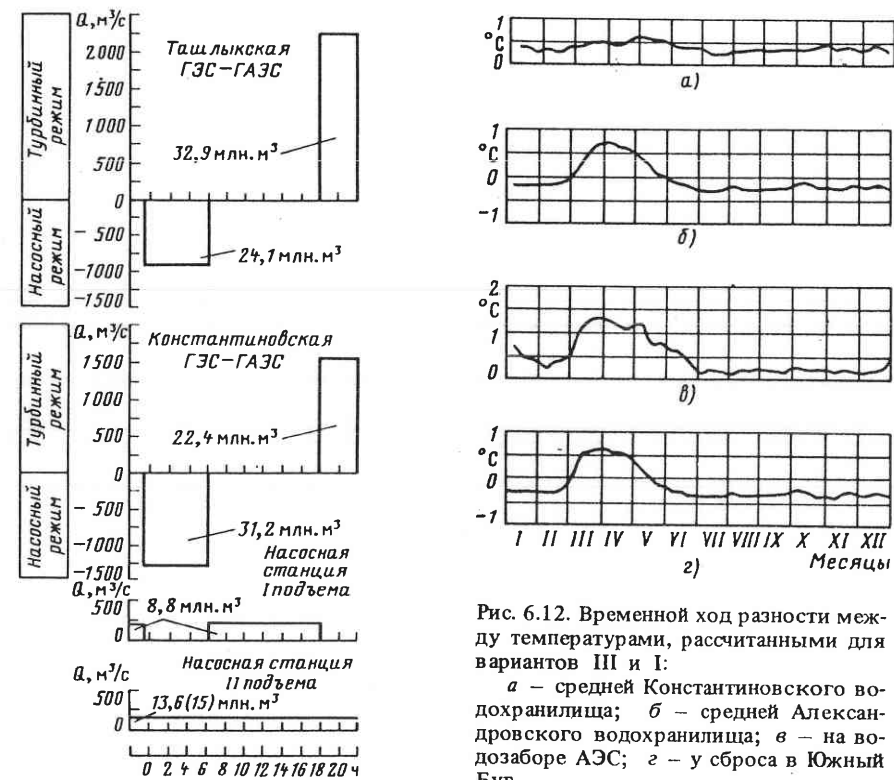 Q, м³/с
2000
1500
1000
500
0
Турбинный
режим
Ташлыкская
ГЭС–ГАЭС
32,9 млн. м³
Насосный
режим
– 500
–1000
–1500
24,1 млн. м³
Q, м³/с
1500
1000
500
0
Турбинный
режим
Константиновская
ГЭС–ГАЭС
22,4 млн. м³
Насосный
режим
– 500
–1000
–1500
31,2 млн. м³
Насосная
станция
I подъема
Q, м³/с
500
0
8,8 млн. м³
Насосная станция
II подъема
Q, м³/с
500
0
13,6(15) млн. м³
0 2 4 6 8 10 12 14 16 18 20 ч
1
°C
0
а)
1
°C
0
–1
б)
2
°C
1
0
в)
1
°C
0
–1
I II III IV V VI VII VIII IX X XI XII
г)
Месяцы
Рис. 6.12. Временной ход разности меж-
ду температурами, рассчитанными для
вариантов III и I:
а – средней Константиновского во-
дохранилища; б – средней Алексан-
дровского водохранилища; в – на во-
дозаборе АЭС; г – у сброса в Южный
Буг